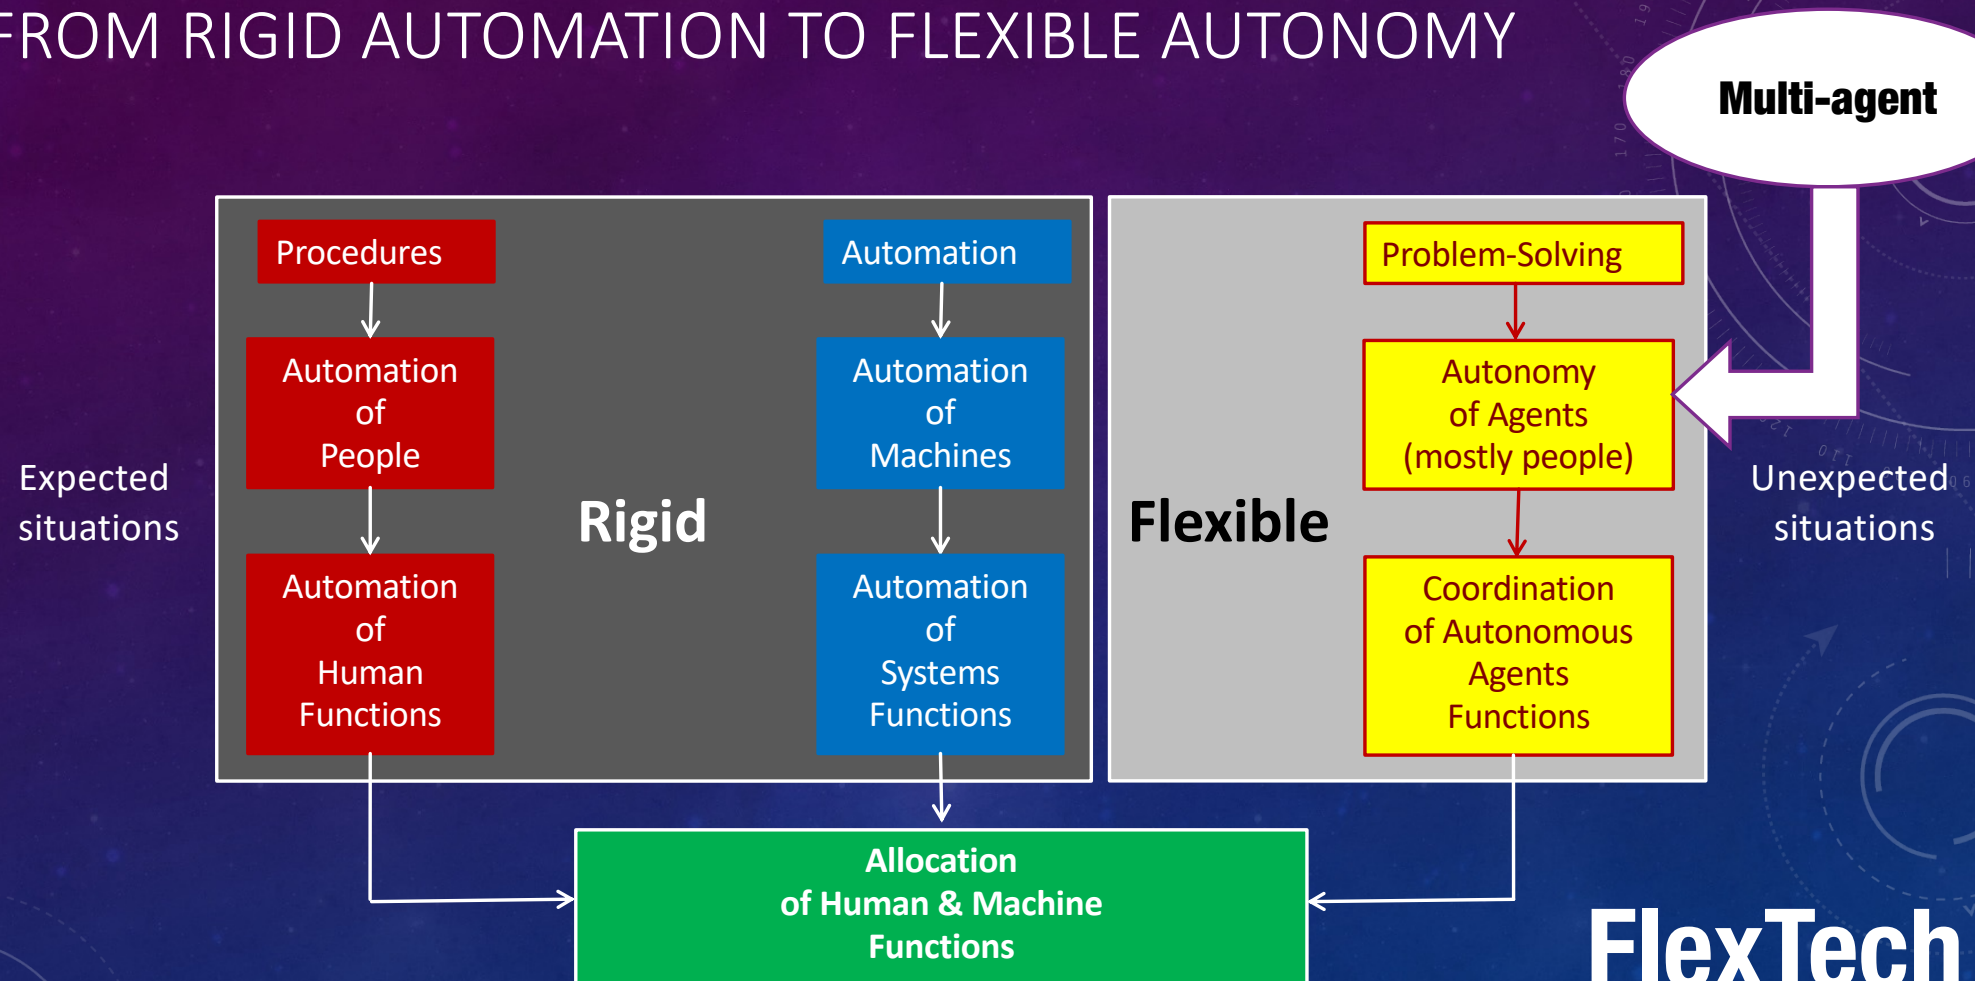 FROM RIGID AUTOMATION TO FLEXIBLE AUTONOMY
Multi-agent
Procedures
Automation
of
People
Automation
of
Human
Functions
Automation
Automation
of
Machines
Automation
of
Systems
Functions
Problem-Solving
Autonomy
of Agents
(mostly people)
Coordination
of Autonomous
Agents
Functions
Expected
situations
Rigid
Flexible
Unexpected
situations
Allocation
of Human & Machine
Functions
FlexTech
170
180